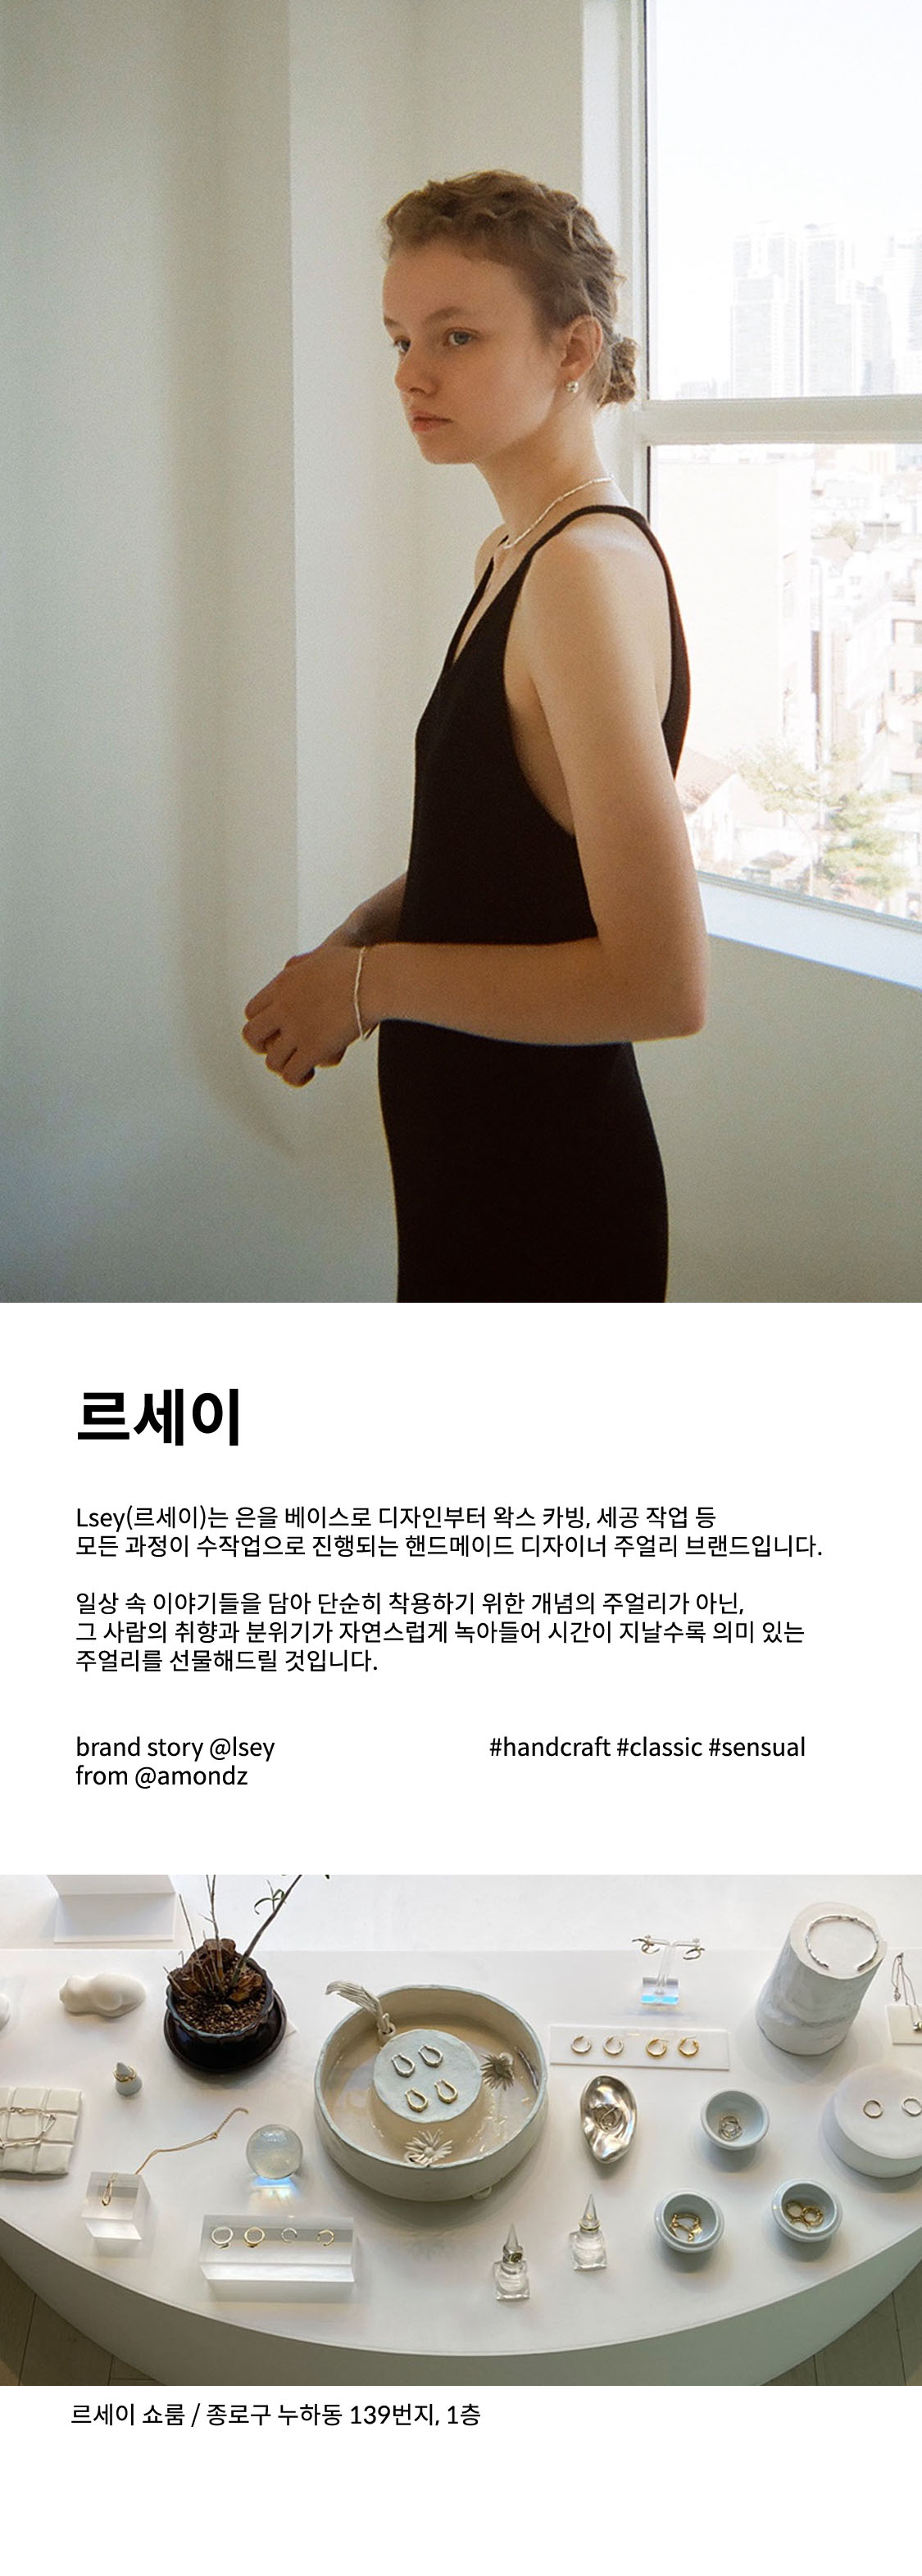 르세이
Lsey(르세이)는 은을 베이스로 디자인부터 왁스 카빙, 세공 작업 등
모든 과정이 수작업으로 진행되는 핸드메이드 디자이너 주얼리 브랜드입니다.
일상 속 이야기들을 담아 단순히 착용하기 위한 개념의 주얼리가 아닌,
그 사람의 취향과 분위기가 자연스럽게 녹아들어 시간이 지날수록 의미 있는
주얼리를 선물해드릴 것입니다.
brand story @lsey
from @amondz
#handcraft #classic #sensual
르세이 쇼룸 / 종로구 누하동 139번지, 1층